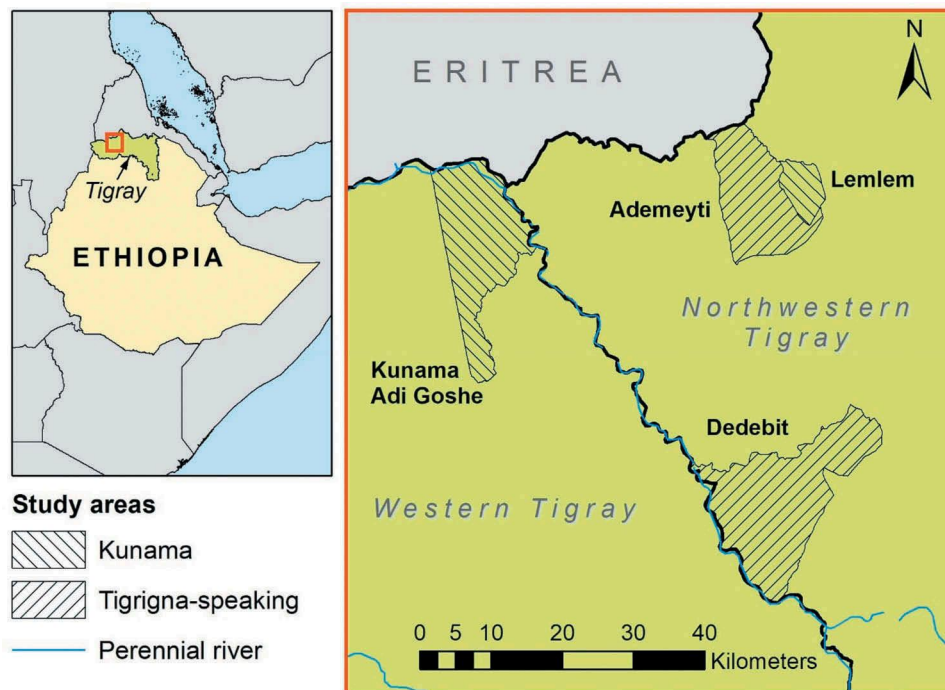 Tigray
ETHIOPIA
Study areas
Kunama
Tigrigna-speaking
Perennial river
ERITREA
N
Lemlem
Ademeyti
Northwestern
Tigray
Kunama
Adi Goshe
Dedebit
Western Tigray
0 5 10 20 30 40
Kilometers